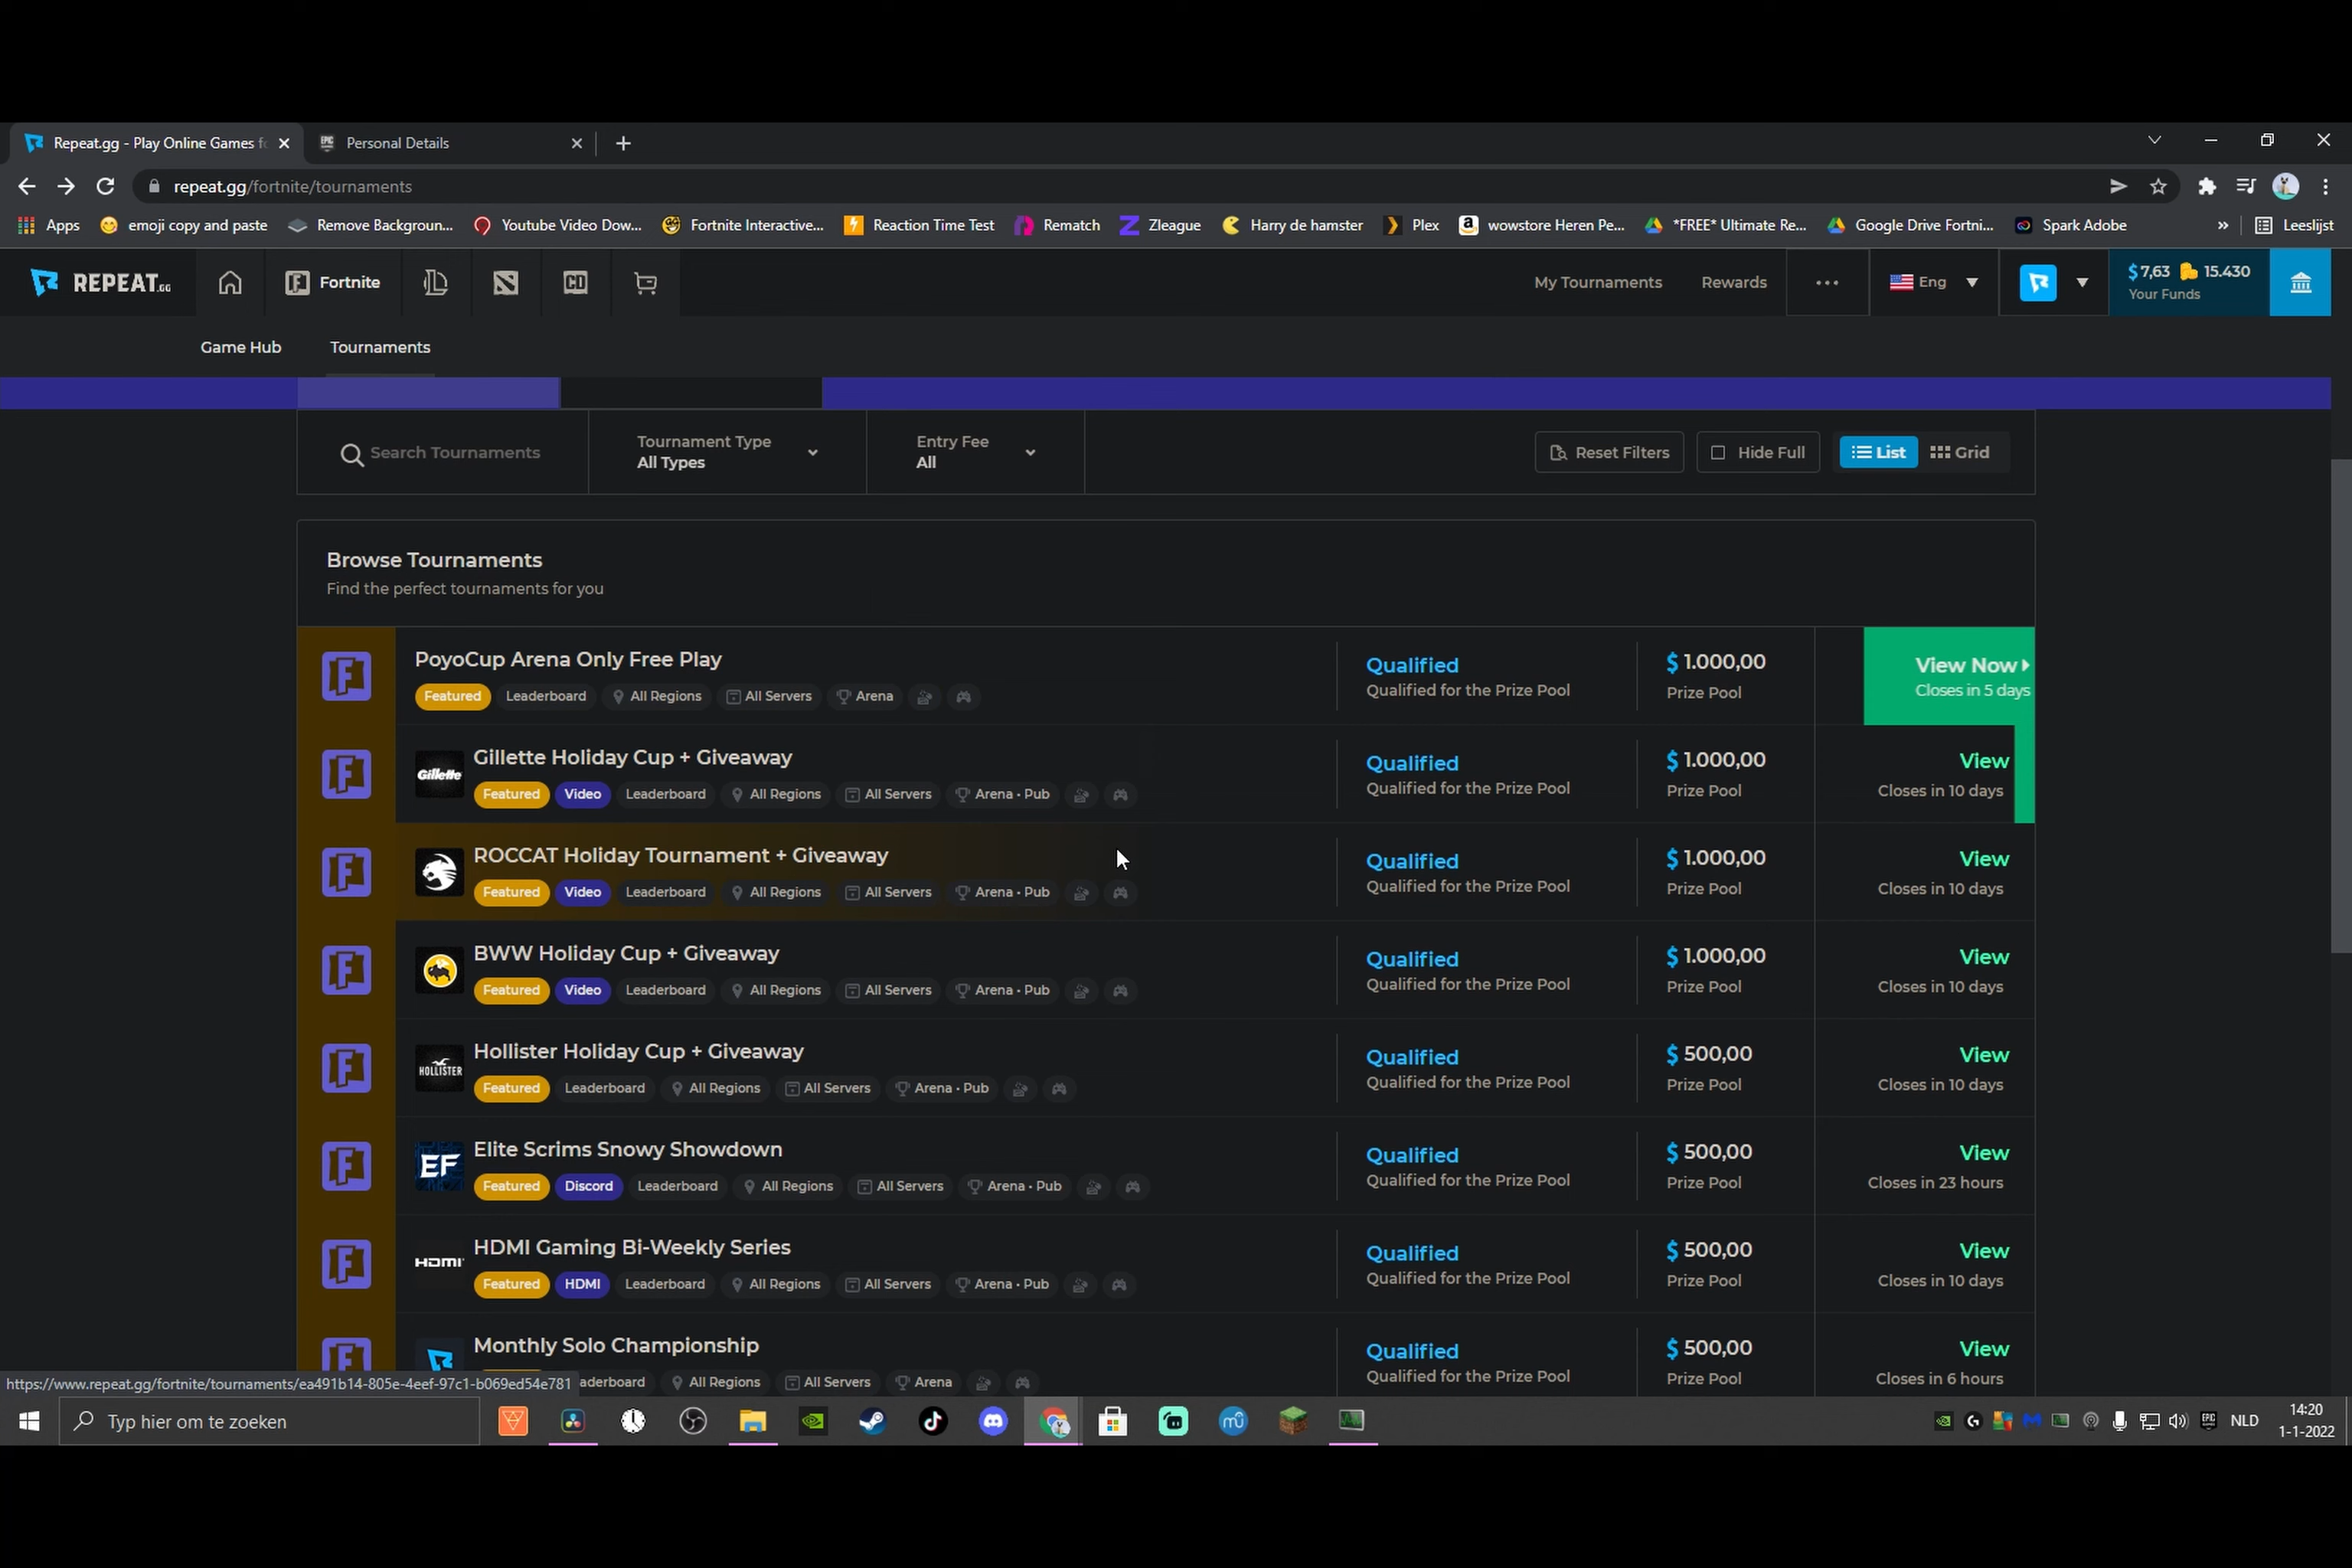 Repeat.gg - Play Online Games fo
Personal Details
repeat.gg/fortnite/tournaments
Apps emoji copy and paste Remove Backgroun... Youtube Video Dow... Fortnite Interactive... Reaction Time Test Rematch Zleague Harry de hamster Plex wowstore Heren Pe... *FREE* Ultimate Re... Google Drive Fortni... Spark Adobe » Leeslijst
REPEAT.GG Fortnite My Tournaments Rewards ... Eng $ 7,63 15.430
Your Funds
Game Hub Tournaments
Search Tournaments
Tournament Type
All Types
Entry Fee
All
Reset Filters Hide Full List Grid
Browse Tournaments
Find the perfect tournaments for you
PoyoCup Arena Only Free Play
Featured Leaderboard All Regions All Servers Arena
Qualified
Qualified for the Prize Pool
$ 1.000,00
Prize Pool
View Now
Closes in 5 days
Gillette
Gillette Holiday Cup + Giveaway
Featured Video Leaderboard All Regions All Servers Arena • Pub
Qualified
Qualified for the Prize Pool
$ 1.000,00
Prize Pool
View
Closes in 10 days
ROCCAT Holiday Tournament + Giveaway
Featured Video Leaderboard All Regions All Servers Arena • Pub
Qualified
Qualified for the Prize Pool
$ 1.000,00
Prize Pool
View
Closes in 10 days
BWW Holiday Cup + Giveaway
Featured Video Leaderboard All Regions All Servers Arena • Pub
Qualified
Qualified for the Prize Pool
$ 1.000,00
Prize Pool
View
Closes in 10 days
HOLLISTER
Hollister Holiday Cup + Giveaway
Featured Leaderboard All Regions All Servers Arena • Pub
Qualified
Qualified for the Prize Pool
$ 500,00
Prize Pool
View
Closes in 10 days
EF
Elite Scrims Snowy Showdown
Featured Discord Leaderboard All Regions All Servers Arena • Pub
Qualified
Qualified for the Prize Pool
$ 500,00
Prize Pool
View
Closes in 23 hours
HDMI
HDMI Gaming Bi-Weekly Series
Featured HDMI Leaderboard All Regions All Servers Arena • Pub
Qualified
Qualified for the Prize Pool
$ 500,00
Prize Pool
View
Closes in 10 days
Monthly Solo Championship
aderboard All Regions All Servers Arena
Qualified
Qualified for the Prize Pool
$ 500,00
Prize Pool
View
Closes in 6 hours
https://www.repeat.gg/fortnite/tournaments/ea491b14-805e-4eef-97c1-b069ed54e781
Typ hier om te zoeken
NLD
14:20
1-1-2022